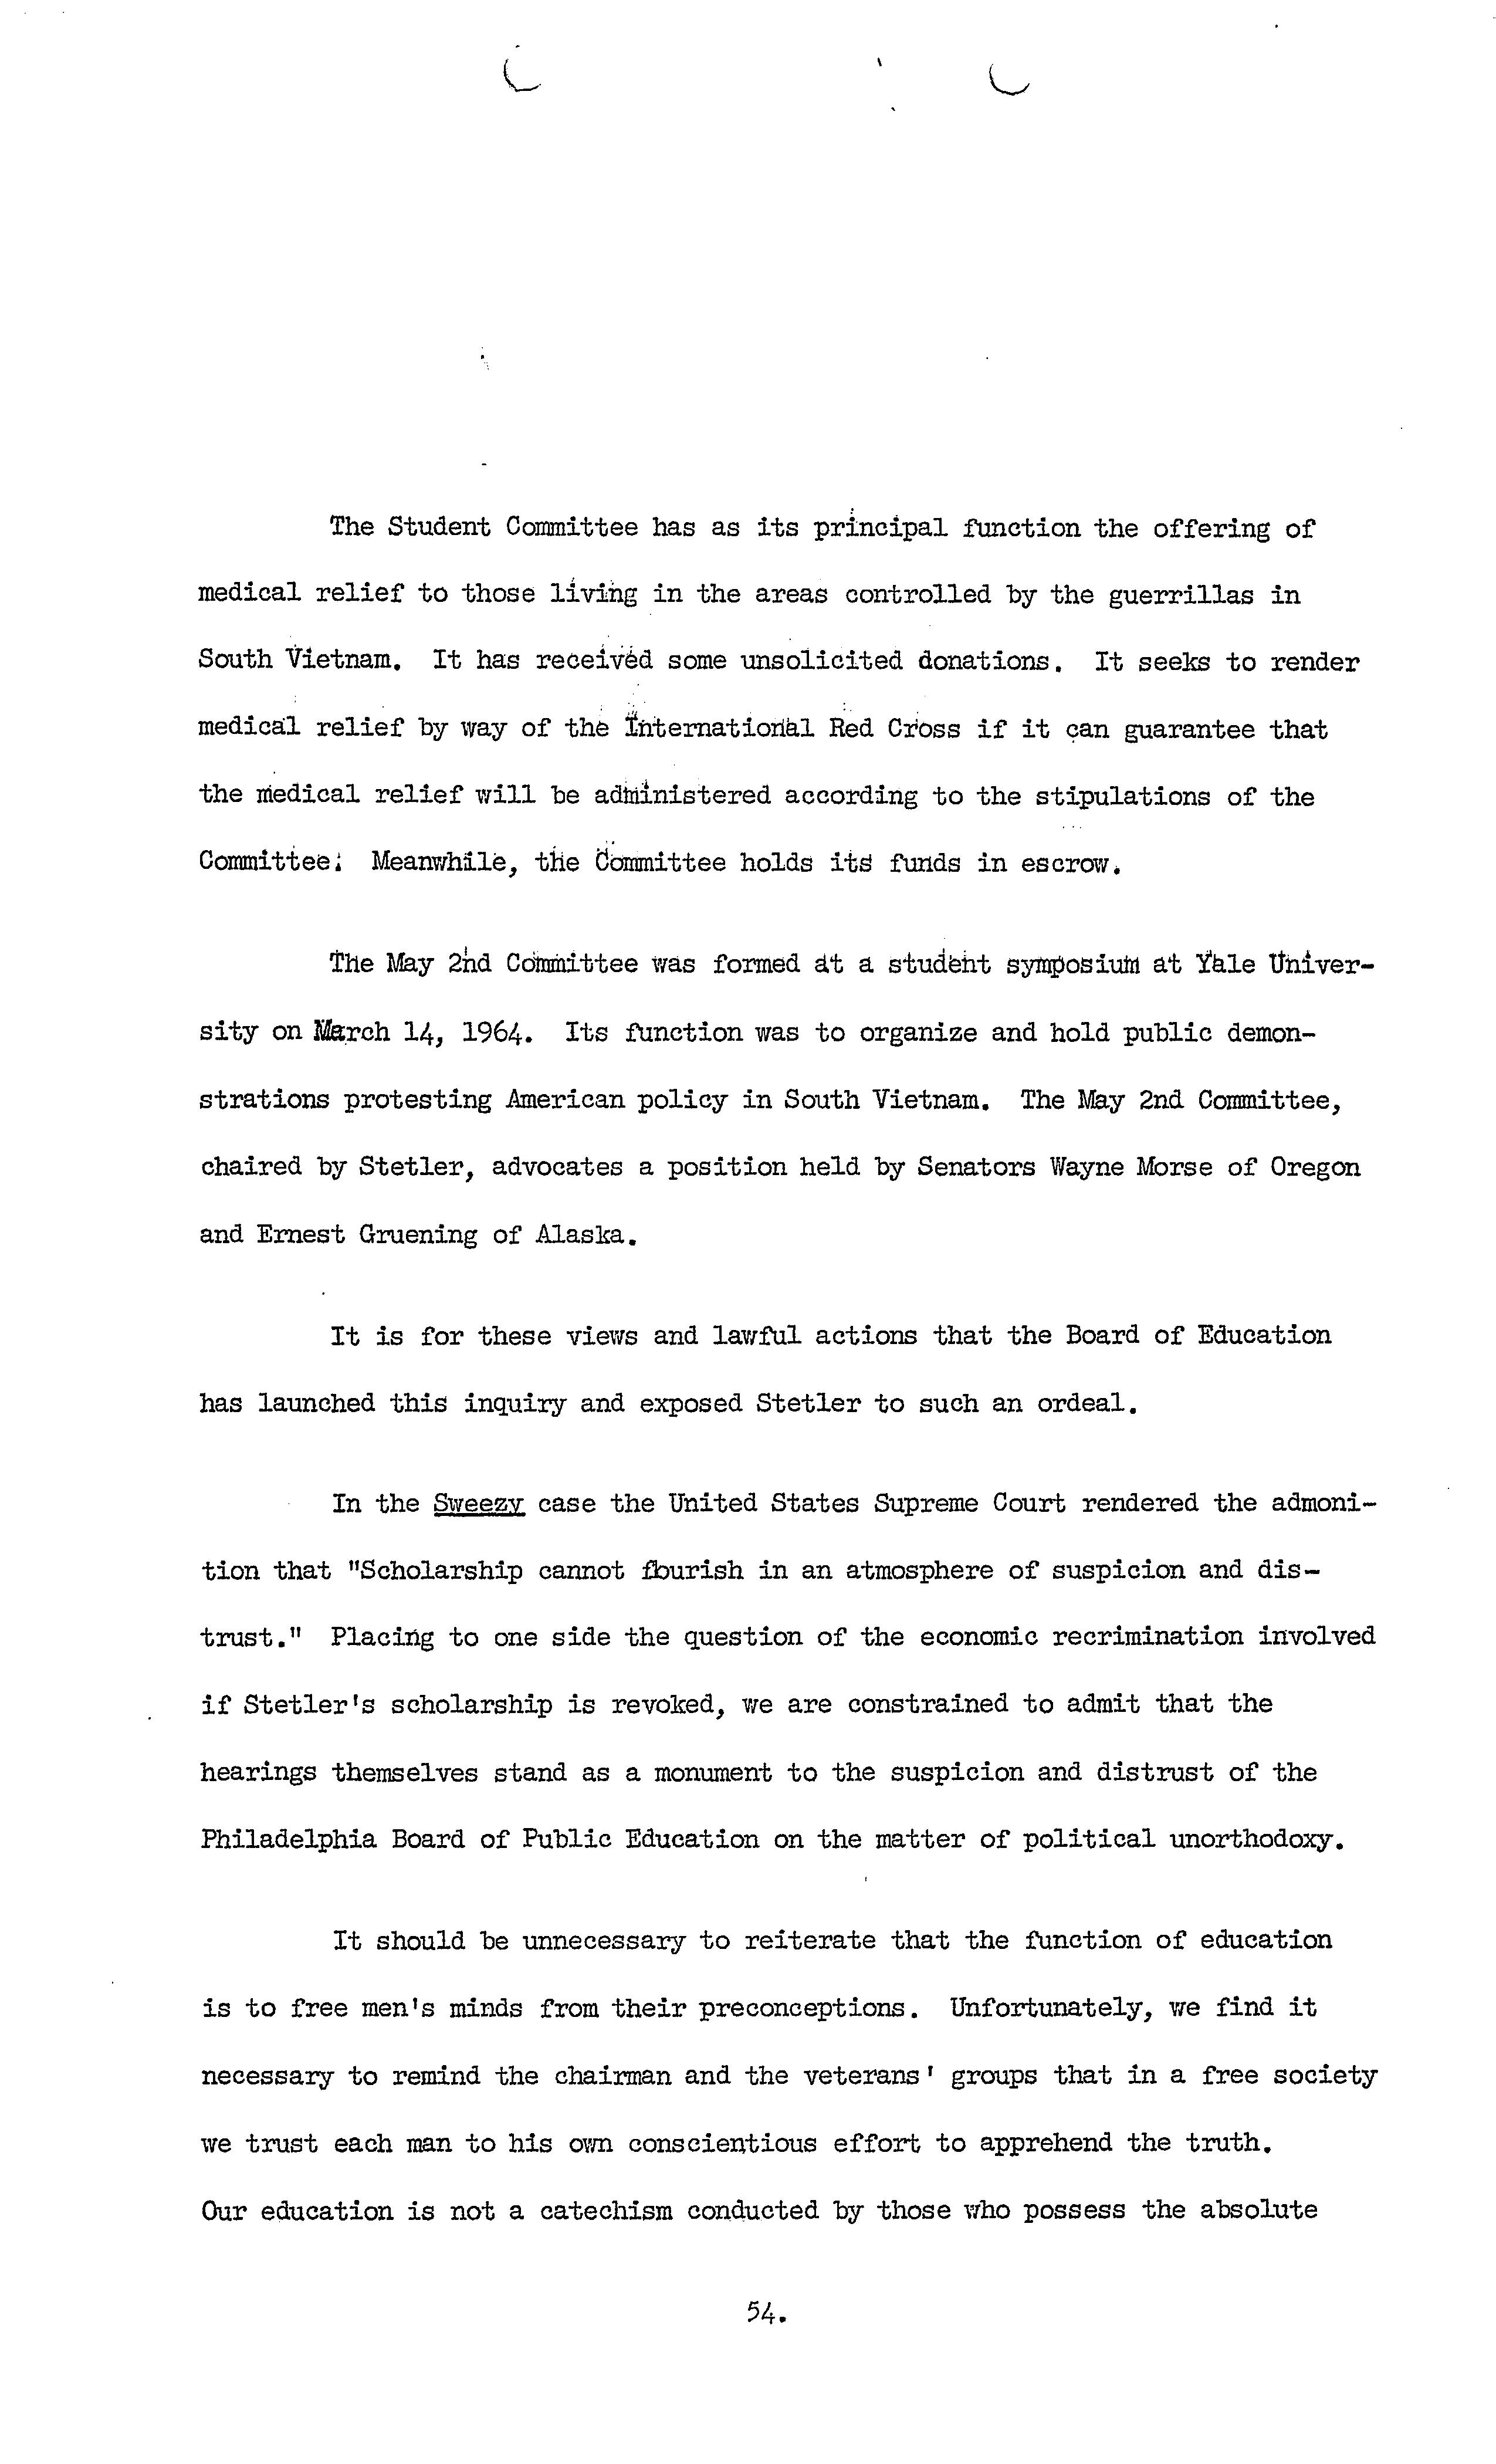 The Student Committee has as its principal function the offering of
medical relief to those living in the areas controlled by the guerrillas in
South Vietnam. It has received some unsolicited donations. It seeks to render
medical relief by way of the International Red Cross if it can guarantee that
the medical relief will be administered according to the stipulations of the
Committee. Meanwhile, the Committee holds its funds in escrow.
The May 2nd Committee was formed at a student symposium at Yale Univer-
sity on March 14, 1964. Its function was to organize and hold public demon-
strations protesting American policy in South Vietnam. The May 2nd Committee,
chaired by Stetler, advocates a position held by Senators Wayne Morse of Oregon
and Ernest Gruening of Alaska.
It is for these views and lawful actions that the Board of Education
has launched this inquiry and exposed Stetler to such an ordeal.
In the Sweezy case the United States Supreme Court rendered the admoni-
tion that "Scholarship cannot flourish in an atmosphere of suspicion and dis-
trust." Placing to one side the question of the economic recrimination involved
if Stetler's scholarship is revoked, we are constrained to admit that the
hearings themselves stand as a monument to the suspicion and distrust of the
Philadelphia Board of Public Education on the matter of political unorthodoxy.
It should be unnecessary to reiterate that the function of education
is to free men's minds from their preconceptions. Unfortunately, we find it
necessary to remind the chairman and the veterans' groups that in a free society
we trust each man to his own conscientious effort to apprehend the truth.
Our education is not a catechism conducted by those who possess the absolute
54.